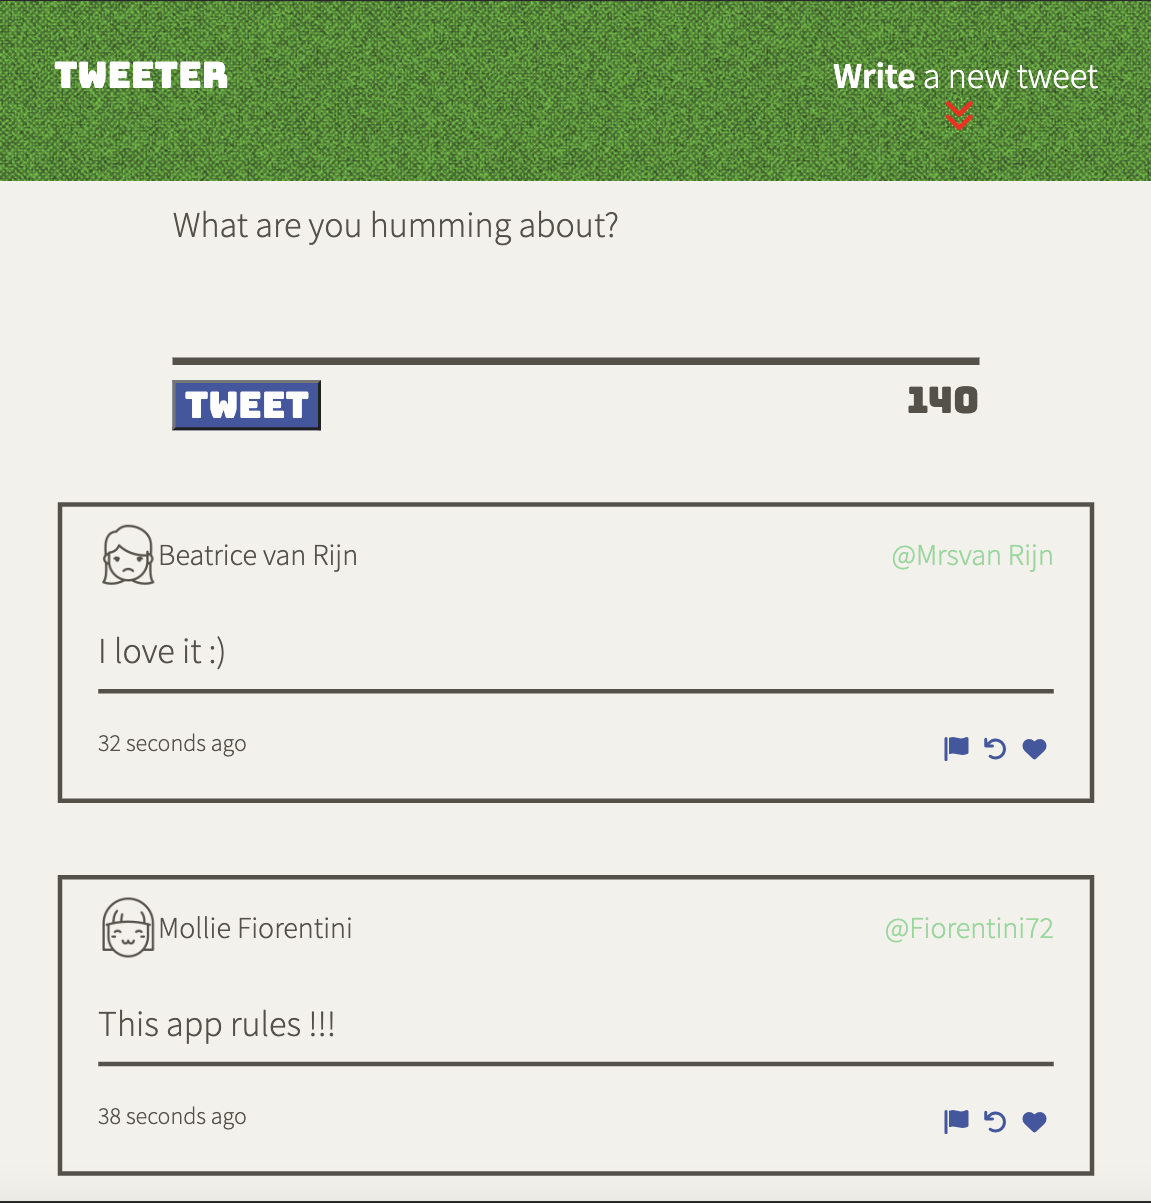 TWEETER
Write a new tweet
What are you humming about?
TWEET
140
Beatrice van Rijn
@Mrsvan Rijn
I love it :)
32 seconds ago
Mollie Fiorentini
@Fiorentini72
This app rules !!!
38 seconds ago